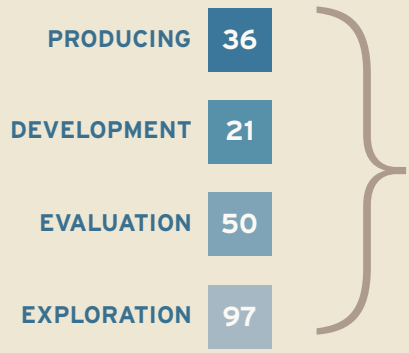 PRODUCING 36
DEVELOPMENT 21
EVALUATION 50
EXPLORATION 97